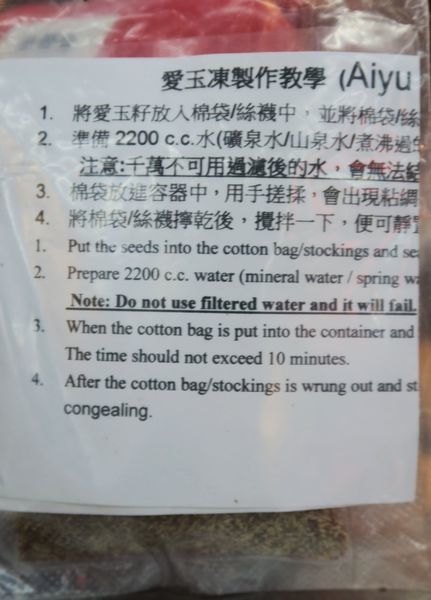 愛玉凍製作教學 (Aiyu
1. 將愛玉籽放入棉袋/絲襪中，並將棉袋/絲
2. 準備 2200 c.c.水(礦泉水/山泉水/煮沸過
注意:千萬不可用過濾後的水，會無法結
3. 棉袋放進容器中，用手搓揉，會出現粘稠
4. 將棉袋/絲襪擰乾後，攪拌一下，便可靜置
1. Put the seeds into the cotton bag/stockings and
2. Prepare 2200 c.c. water (mineral water / spring
Note: Do not use filtered water and it will fail.
3. When the cotton bag is put into the container and
The time should not exceed 10 minutes.
4. After the cotton bag/stockings is wrung out and
congealing.